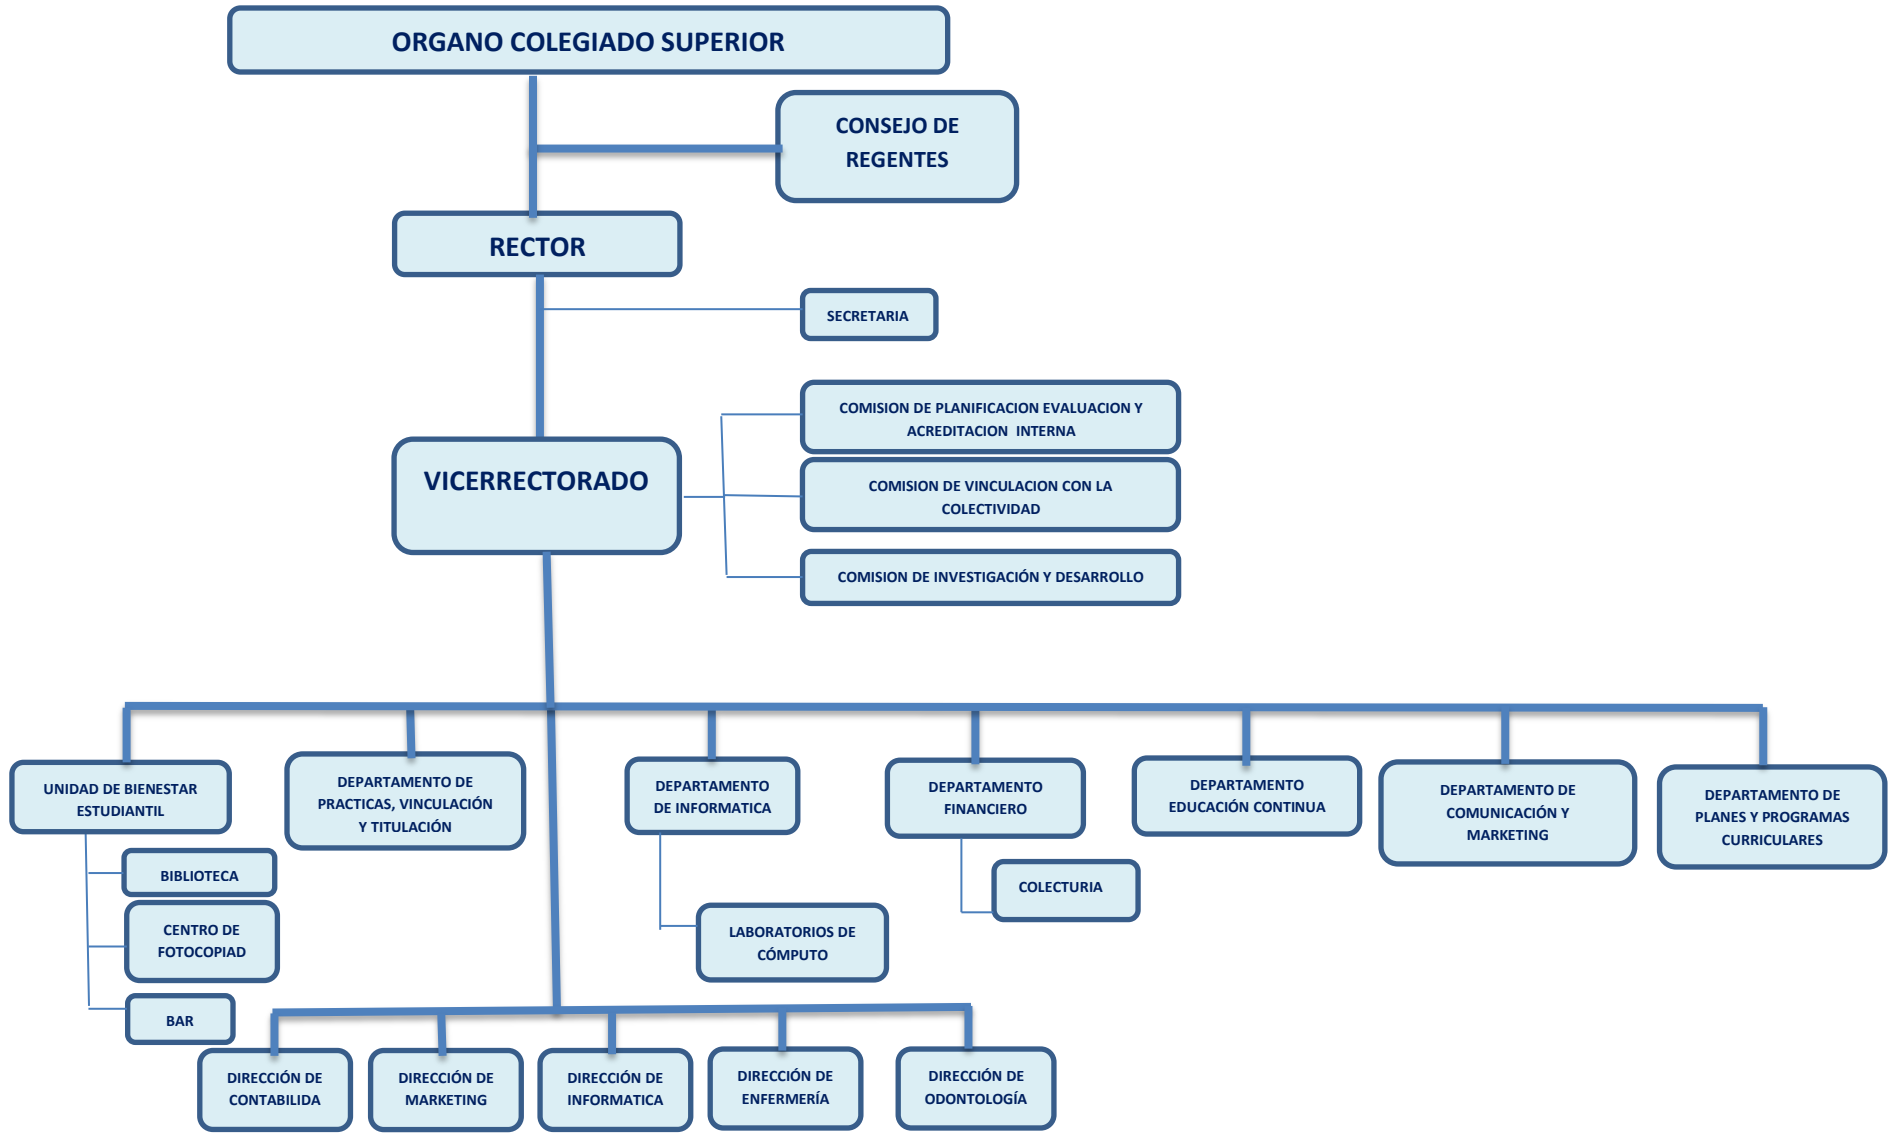 ORGANO COLEGIADO SUPERIOR
CONSEJO DE
REGENTES
RECTOR
SECRETARIA
COMISION DE PLANIFICACION EVALUACION Y
ACREDITACION  INTERNA
VICERRECTORADO
COMISION DE VINCULACION CON LA
COLECTIVIDAD
COMISION DE INVESTIGACIÓN Y DESARROLLO
UNIDAD DE BIENESTAR
ESTUDIANTIL
DEPARTAMENTO DE
PRACTICAS, VINCULACIÓN
Y TITULACIÓN
DEPARTAMENTO
DE INFORMATICA
DEPARTAMENTO
FINANCIERO
DEPARTAMENTO
EDUCACIÓN CONTINUA
DEPARTAMENTO DE
COMUNICACIÓN Y
MARKETING
DEPARTAMENTO DE
PLANES Y PROGRAMAS
CURRICULARES
BIBLIOTECA
CENTRO DE
FOTOCOPIAD
BAR
LABORATORIOS DE
CÓMPUTO
COLECTURIA
DIRECCIÓN DE
CONTABILIDA
DIRECCIÓN DE
MARKETING
DIRECCIÓN DE
INFORMATICA
DIRECCIÓN DE
ENFERMERÍA
DIRECCIÓN DE
ODONTOLOGÍA